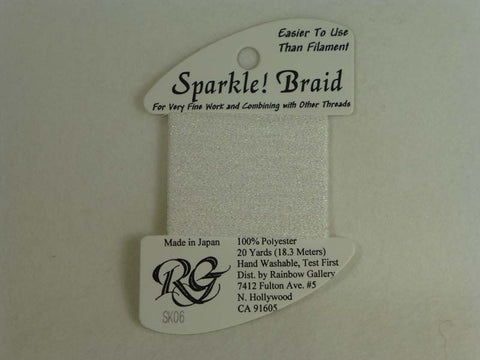 Easier To Use
Than Filament
Sparkle! Braid
For Very Fine Work and Combining with Other Threads
Made in Japan
RG
SK06
100% Polyester
20 Yards (18.3 Meters)
Hand Washable, Test First
Dist. by Rainbow Gallery
7412 Fulton Ave. #5
N. Hollywood
CA 91605